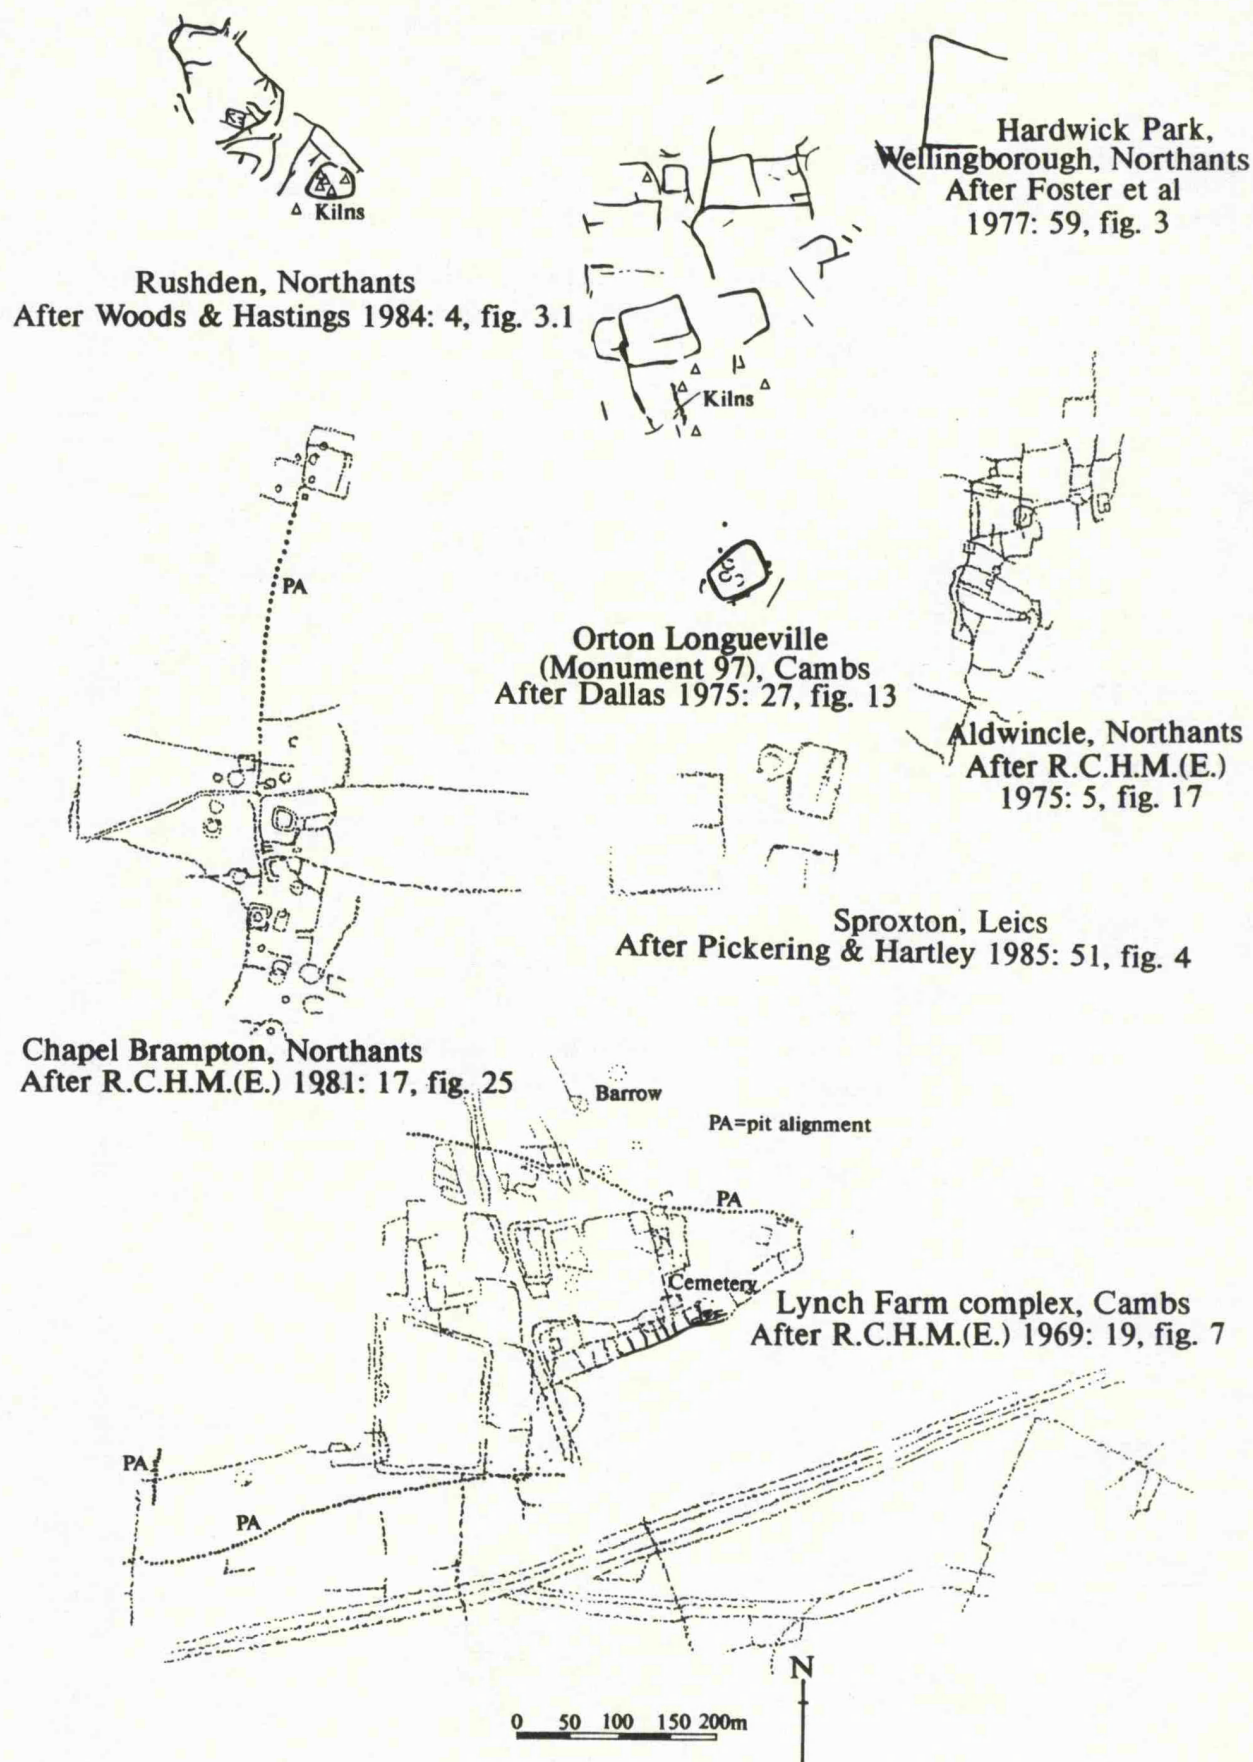 Kilns
Rushden, Northants
After Woods & Hastings 1984: 4, fig. 3.1
Hardwick Park,
Wellingborough, Northants
After Foster et al
1977: 59, fig. 3
Kilns
PA
Orton Longueville
(Monument 97), Cambs
After Dallas 1975: 27, fig. 13
Aldwincle, Northants
After R.C.H.M.(E.)
1975: 5, fig. 17
Sproxton, Leics
After Pickering & Hartley 1985: 51, fig. 4
Chapel Brampton, Northants
After R.C.H.M.(E.) 1981: 17, fig. 25
Barrow
PA=pit alignment
PA
Cemetery
Lynch Farm complex, Cambs
After R.C.H.M.(E.) 1969: 19, fig. 7
PA
PA
N
0 50 100 150 200m